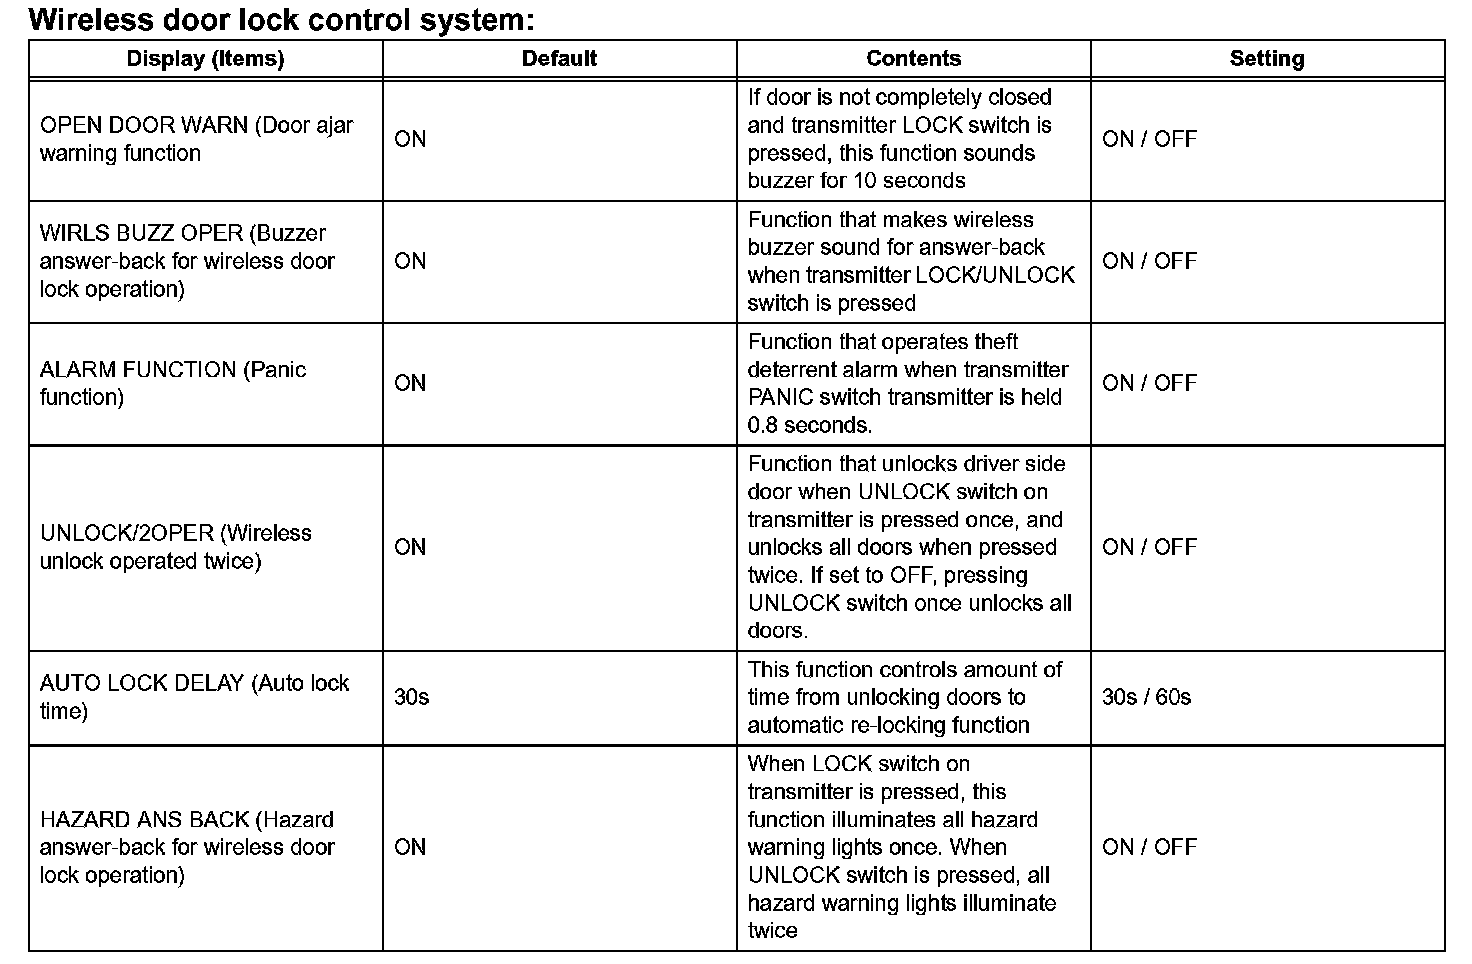 Wireless door lock control system:
Display (Items)
Default
Contents
Setting
OPEN DOOR WARN (Door ajar
warning function
ON
If door is not completely closed
and transmitter LOCK switch is
pressed, this function sounds
buzzer for 10 seconds
ON / OFF
WIRLS BUZZ OPER (Buzzer
answer-back for wireless door
lock operation)
ON
Function that makes wireless
buzzer sound for answer-back
when transmitter LOCK/UNLOCK
switch is pressed
ON / OFF
ALARM FUNCTION (Panic
function)
ON
Function that operates theft
deterrent alarm when transmitter
PANIC switch transmitter is held
0.8 seconds.
ON / OFF
UNLOCK/2OPER (Wireless
unlock operated twice)
ON
Function that unlocks driver side
door when UNLOCK switch on
transmitter is pressed once, and
unlocks all doors when pressed
twice. If set to OFF, pressing
UNLOCK switch once unlocks all
doors.
ON / OFF
AUTO LOCK DELAY (Auto lock
time)
30s
This function controls amount of
time from unlocking doors to
automatic re-locking function
30s / 60s
HAZARD ANS BACK (Hazard
answer-back for wireless door
lock operation)
ON
When LOCK switch on
transmitter is pressed, this
function illuminates all hazard
warning lights once. When
UNLOCK switch is pressed, all
hazard warning lights illuminate
twice
ON / OFF